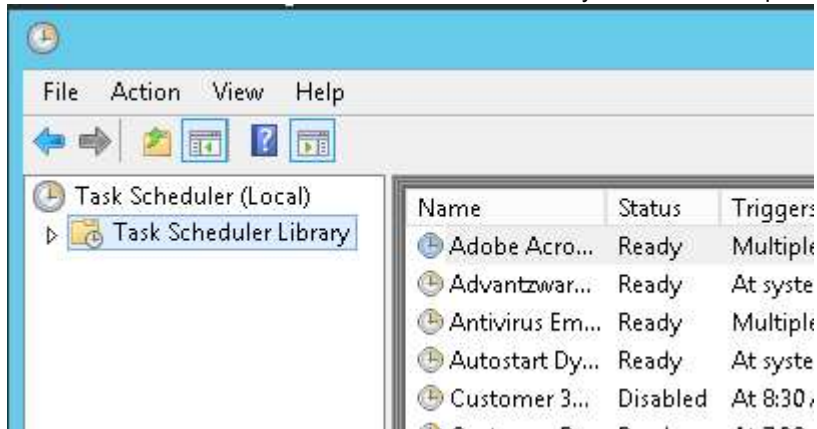 File Action View Help
Task Scheduler (Local)
Task Scheduler Library
Name Status Triggers
Adobe Acro... Ready Multiple
Advantzwar... Ready At syste
Antivirus Em... Ready Multiple
Autostart Dy... Ready At syste
Customer 3... Disabled At 8:30